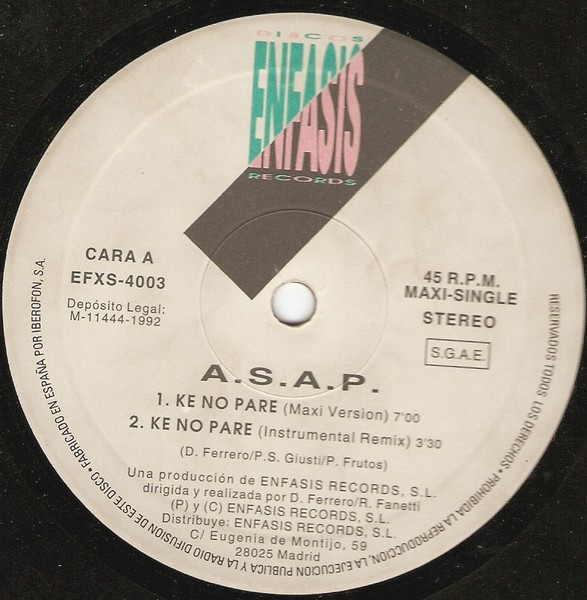 DISCOS
ENFASIS
RECORDS
CARA A
EFXS-4003
Depósito Legal:
M-11444-1992
45 R.P.M.
MAXI-SINGLE
STEREO
S.G.A.E.
A.S.A.P.
1. KE NO PARE (Maxi Version) 7'00
2. KE NO PARE (Instrumental Remix) 3'30
(D. Ferrero/P.S. Giusti/P. Frutos)
Una producción de ENFASIS RECORDS, S.L.
dirigida y realizada por D. Ferrero/R. Fanetti
(P) y (C) ENFASIS RECORDS, S.L.
Distribuye: ENFASIS RECORDS, S.L.
C/ Eugenia de Montijo, 59
28025 Madrid
RESERVADOS TODOS LOS DERECHOS • PROHIBIDA LA REPRODUCCION, LA EJECUCION PUBLICA Y LA RADIO DIFUSION DE ESTE DISCO • FABRICADO EN ESPAÑA POR IBEROFON, S.A.